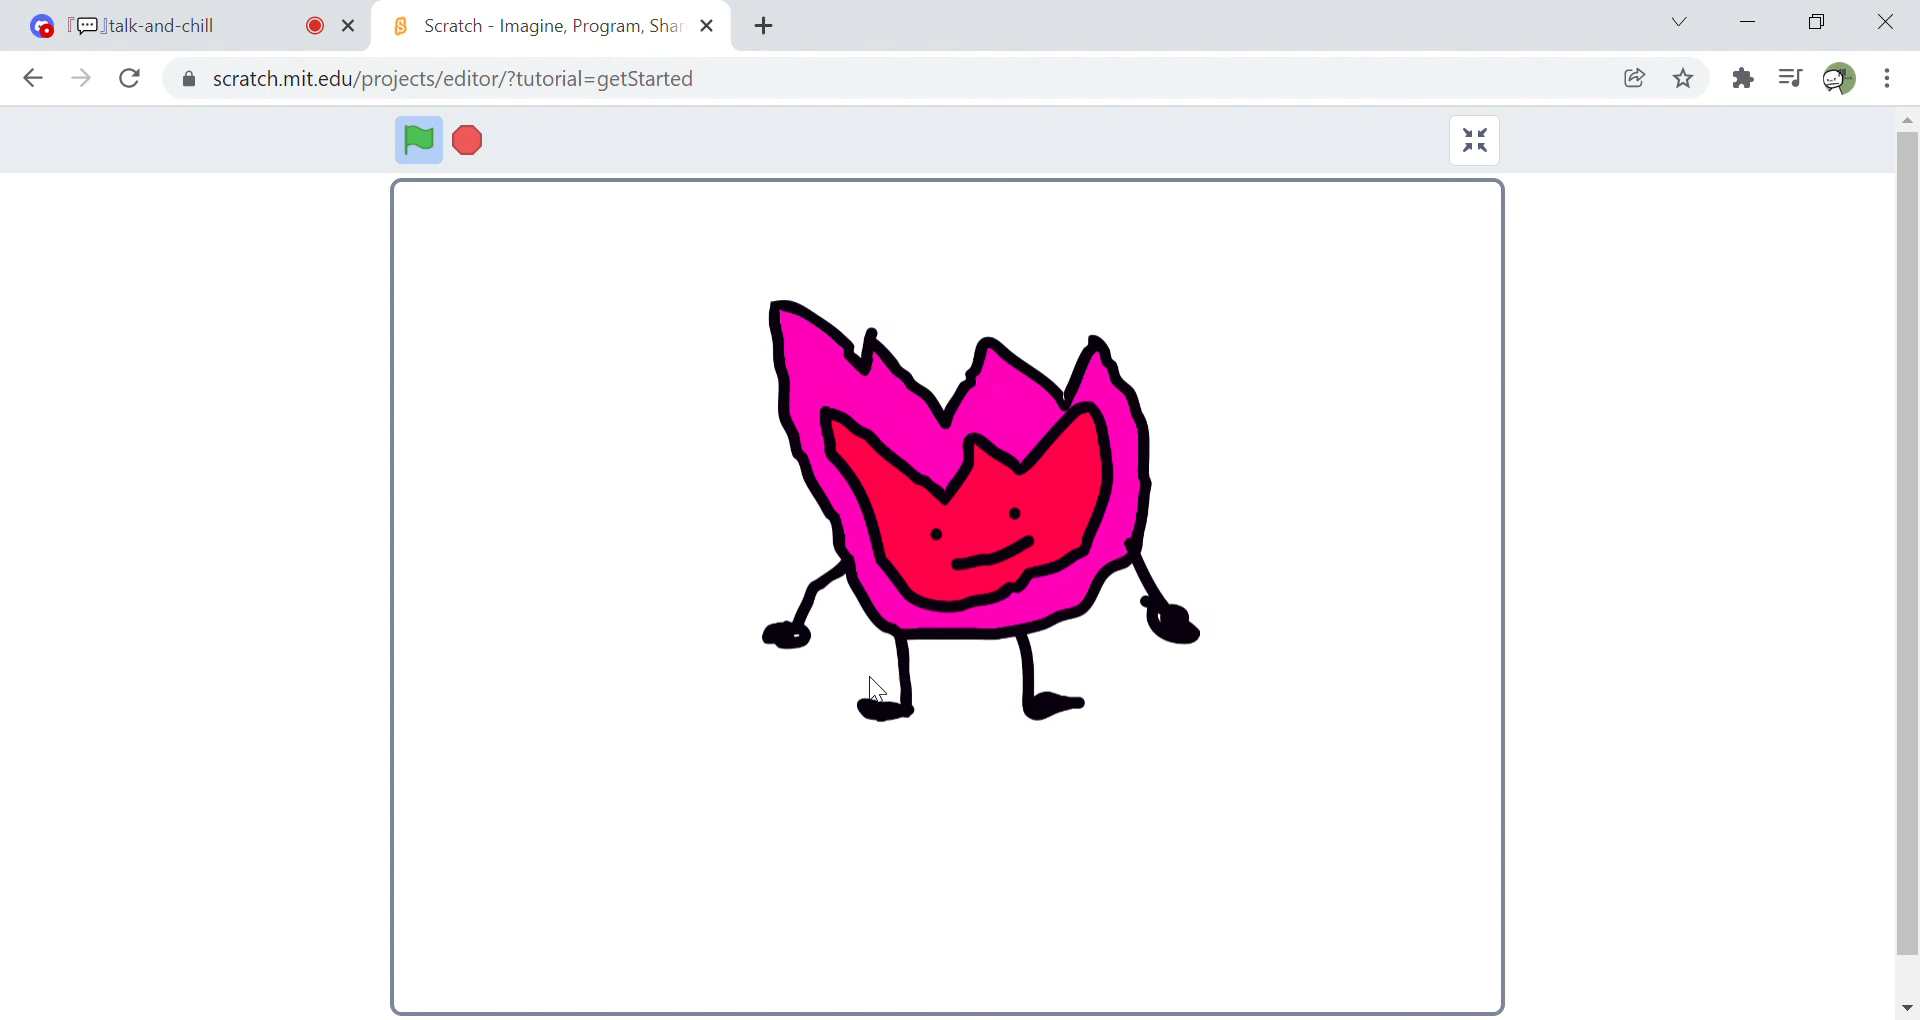 『💬』talk-and-chill
Scratch - Imagine, Program, Shar
scratch.mit.edu/projects/editor/?tutorial=getStarted